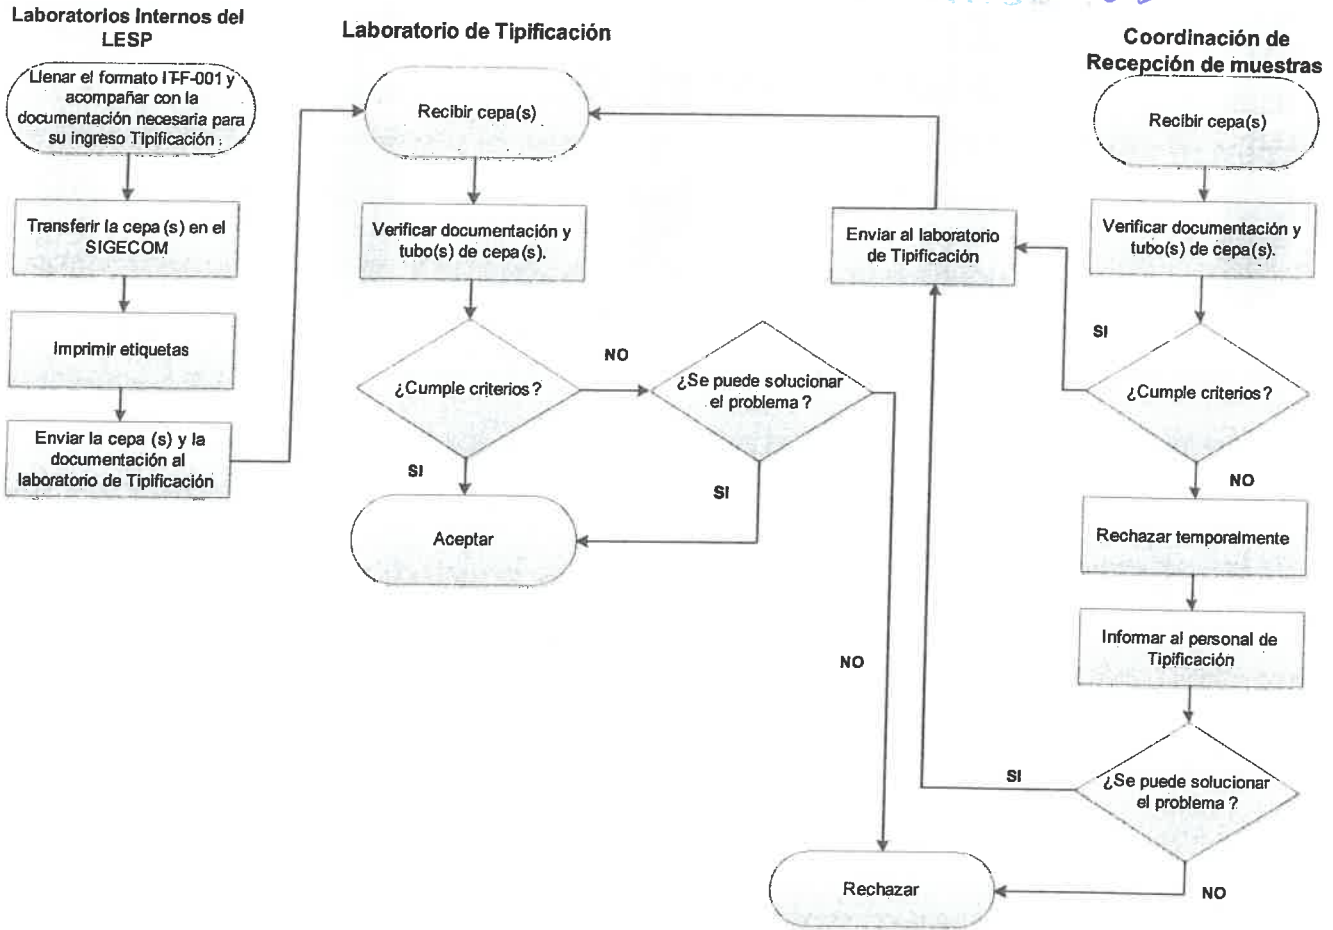 Laboratorios Internos del
LESP
Llenar el formato ITF-001 y
acompañar con la
documentación necesaria para
su ingreso Tipificación
Transferir la cepa (s) en el
SIGECOM
Imprimir etiquetas
Enviar la cepa (s) y la
documentación al
laboratorio de Tipificación
Laboratorio de Tipificación
Recibir cepa(s)
Verificar documentación y
tubo(s) de cepa(s).
¿Cumple criterios?
NO
¿Se puede solucionar
el problema?
SI
SI
Aceptar
NO
Enviar al laboratorio
de Tipificación
Coordinación de
Recepción de muestras
Recibir cepa(s)
Verificar documentación y
tubo(s) de cepa(s).
SI
¿Cumple criterios?
NO
Rechazar temporalmente
Informar al personal de
Tipificación
SI
¿Se puede solucionar
el problema?
NO
Rechazar